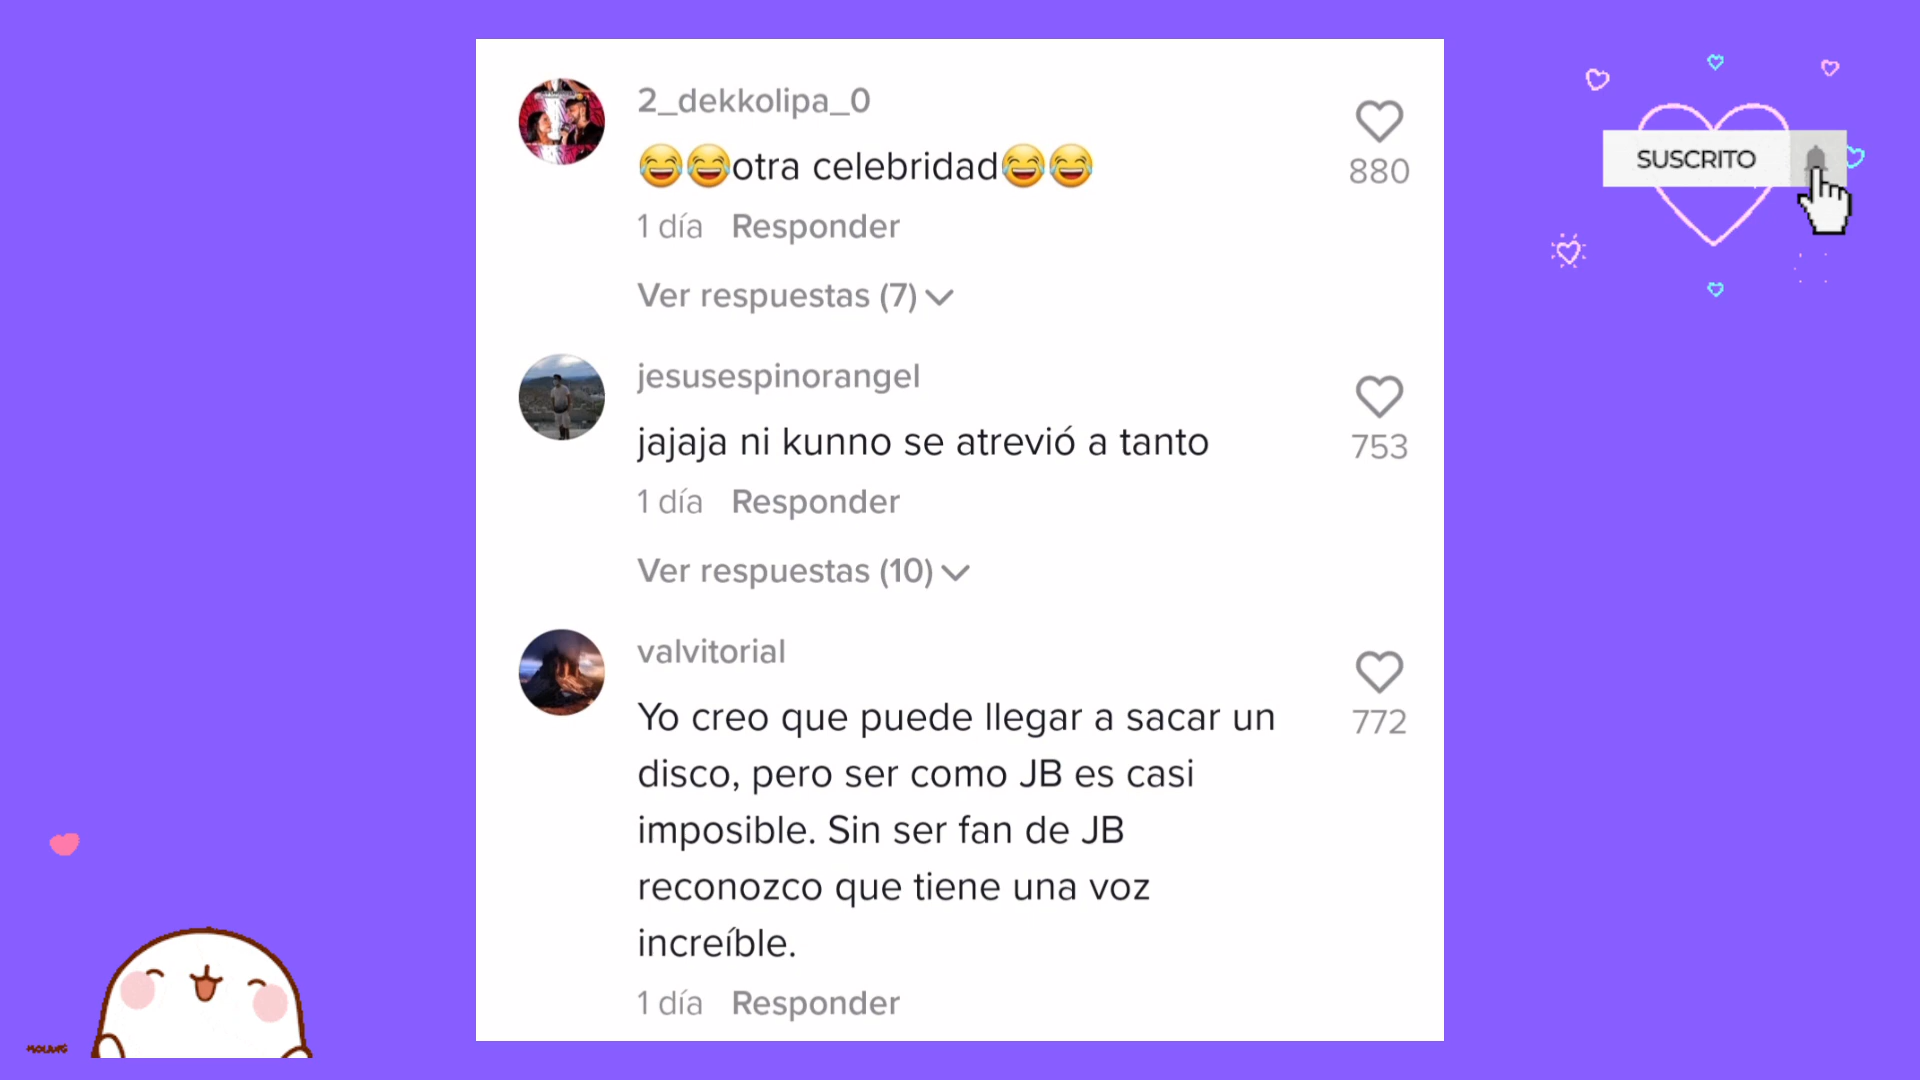 2_dekkolipa_0
😂😂otra celebridad😂😂
880
1 día Responder
Ver respuestas (7)
jesusespinorangel
jajaja ni kunno se atrevió a tanto
753
1 día Responder
Ver respuestas (10)
valvitorial
Yo creo que puede llegar a sacar un
772
disco, pero ser como JB es casi
imposible. Sin ser fan de JB
reconozco que tiene una voz
increíble.
1 día Responder
SUSCRITO
MOLANG